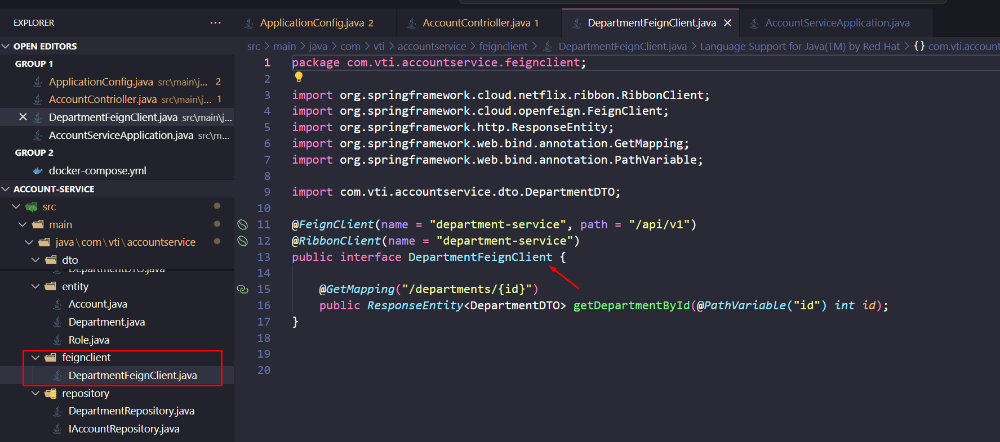 EXPLORER
···
ApplicationConfig.java 2
AccountContrioller.java 1
DepartmentFeignClient.java
AccountServiceApplication.java
OPEN EDITORS
GROUP 1
ApplicationConfig.java src\main\j... 2
AccountContrioller.java src\main\j... 1
DepartmentFeignClient.java src\main\j...
AccountServiceApplication.java src\m...
GROUP 2
docker-compose.yml
ACCOUNT-SERVICE
src
main
java\com\vti\accountservice
dto
DepartmentDTO.java
entity
Account.java
Department.java
Role.java
feignclient
DepartmentFeignClient.java
repository
DepartmentRepository.java
IAccountRepository.java
src > main > java > com > vti > accountservice > feignclient > DepartmentFeignClient.java > Language Support for Java(TM) by Red Hat > {} com.vti.account
1 package com.vti.accountservice.feignclient;
2
3 import org.springframework.cloud.netflix.ribbon.RibbonClient;
4 import org.springframework.cloud.openfeign.FeignClient;
5 import org.springframework.http.ResponseEntity;
6 import org.springframework.web.bind.annotation.GetMapping;
7 import org.springframework.web.bind.annotation.PathVariable;
8
9 import com.vti.accountservice.dto.DepartmentDTO;
10
11 @FeignClient(name = "department-service", path = "/api/v1")
12 @RibbonClient(name = "department-service")
13 public interface DepartmentFeignClient {
14
15 @GetMapping("/departments/{id}")
16 public ResponseEntity<DepartmentDTO> getDepartmentById(@PathVariable("id") int id);
17 }
18
19
20